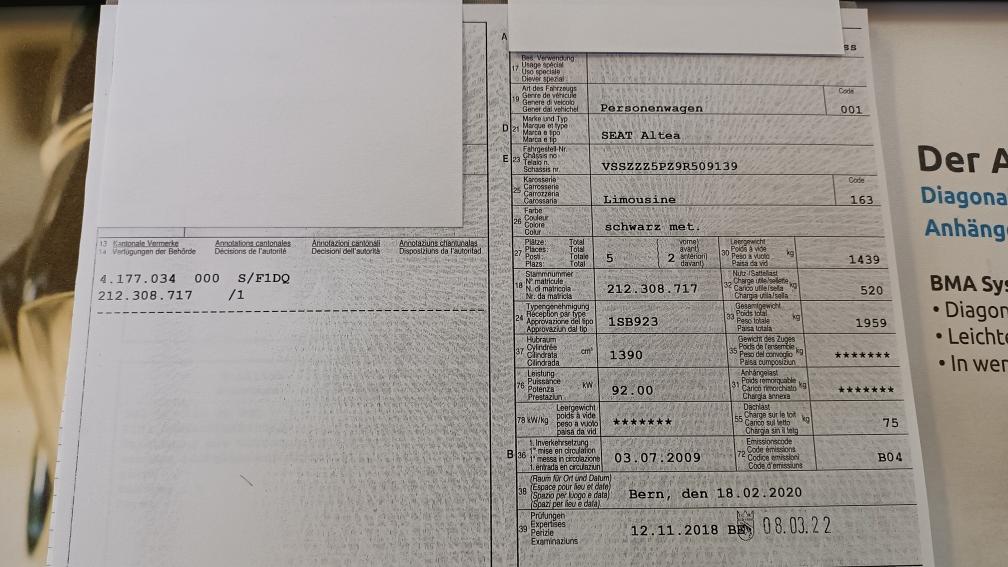 13 Kantonale Vermerke Annotations cantonales Annotazioni cantonali Annotaziuns chantunalas
14 Verfügungen der Behörde Décisions de l'autorité Decisioni dell'autorità Disposiziuns da l'autoritad
4.177.034 000 S/F1DQ
212.308.717 /1
A
ss
17 Bes. Verwendung
Usage spécial
Uso speciale
Diever spezial
19 Art des Fahrzeugs
Genre de véhicule
Genere di veicolo
Gener dal vehichel
Personenwagen
Code
001
D 21 Marke und Typ
Marque et type
Marca e tipo
Marca e tip
SEAT Altea
E 23 Fahrgestell-Nr.
Châssis no
Telaio n.
Schassis nr.
VSSZZZ5PZ9R509139
25 Karosserie
Carrosserie
Carrozzeria
Carossaria
Limousine
Code
163
26 Farbe
Couleur
Colore
Colur
schwarz met.
27 Plätze: Total
Places: Total
Posti: Totale
Plazs: Total
5
vorne)
avant)
anteriori)
davant)
2
30 Leergewicht
Poids à vide
Peso a vuoto
Paisa da vid
kg
1439
18 Stammnummer
N° matricule
N. di matricola
Nr. da matricla
212.308.717
32 Nutz-/Sattellast
Charge utile/sellette
Carico utile/sella
Chargia utila/sella
kg
520
24 Typengenehmigung
Réception par type
Approvazione del tipo
Approvaziun dal tip
1SB923
33 Gesamtgewicht
Poids total
Peso totale
Paisa totala
kg
1959
37 Hubraum
Cylindrée
Cilindrata
Cilindrada
cm³
1390
35 Gewicht des Zuges
Poids de l'ensemble
Peso del convoglio
Paisa cumposiziun
kg
*******
76 Leistung
Puissance
Potenza
Prestaziun
kW
92.00
31 Anhängelast
Poids remorquable
Carico rimorchiato
Chargia annexa
kg
*******
78 kW/kg
Leergewicht
poids à vide
peso a vuoto
paisa da vid
*******
55 Dachlast
Charge sur le toit
Carico sul tetto
Chargia sin il tetg
kg
75
B 36 1. Inverkehrsetzung
1re mise en circulation
1a messa in circolazione
1. entrada en circulaziun
03.07.2009
72 Emissionscode
Code émissions
Codice emissioni
Code d'emissiuns
B04
38 (Raum für Ort und Datum)
(Espace pour lieu et date)
(Spazio per luogo e data)
(Spazi per lieu e data)
Bern, den 18.02.2020
39 Prüfungen
Expertises
Perizie
Examinaziuns
12.11.2018 BE
08.03.22
Der A
Diagona
Anhäng
BMA Sys
• Diagon
• Leichte
• In wer